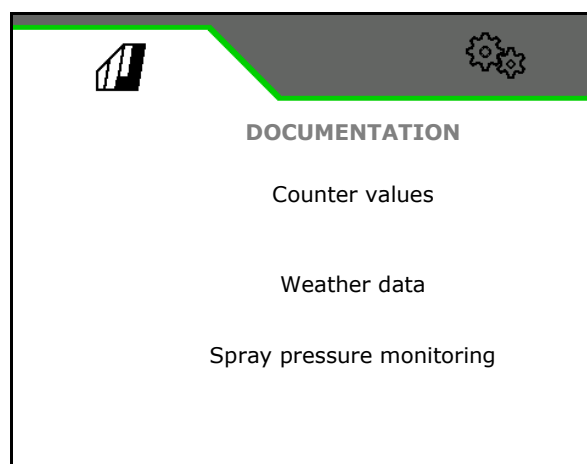 DOCUMENTATION
Counter values
Weather data
Spray pressure monitoring